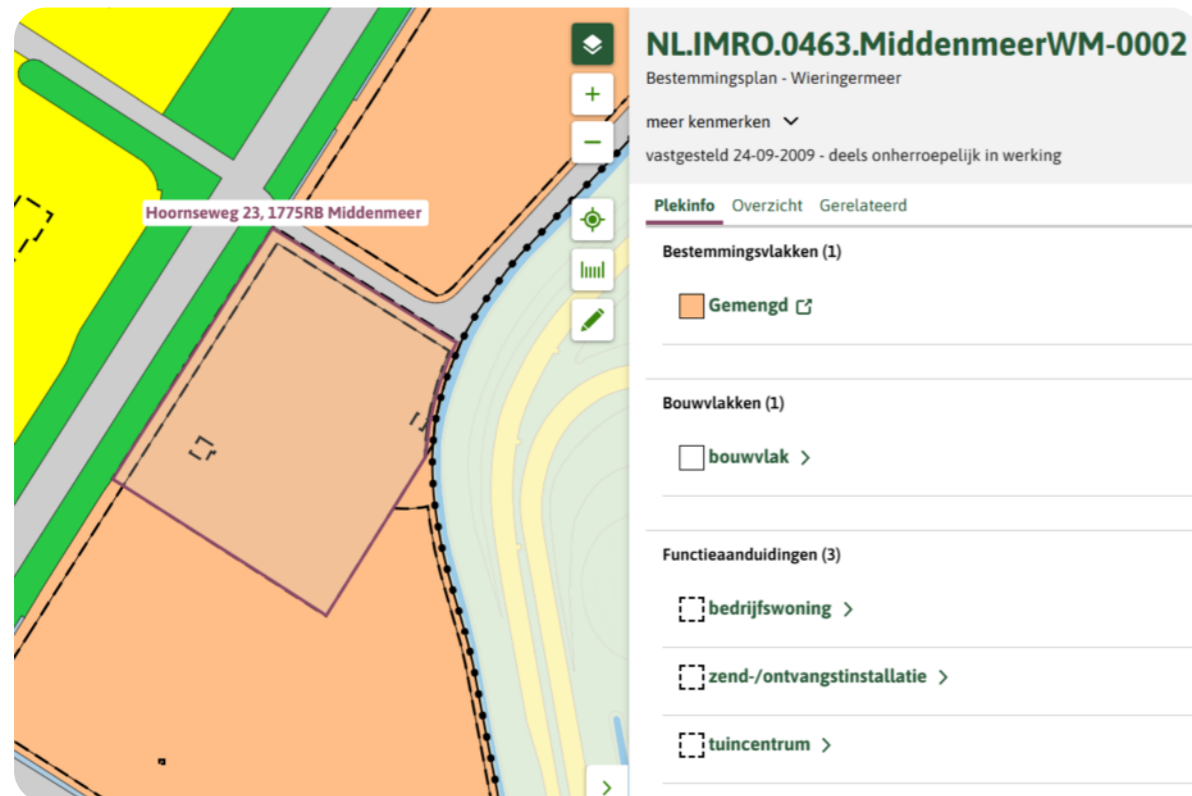 Hoornseweg 23, 1775RB Middenmeer
NL.IMRO.0463.MiddenmeerWM-0002
Bestemmingsplan - Wieringermeer
meer kenmerken
vastgesteld 24-09-2009 - deels onherroepelijk in werking
Plekinfo Overzicht Gerelateerd
Bestemmingsvlakken (1)
Gemengd
Bouwvlakken (1)
bouwvlak
Functieaanduidingen (3)
bedrijfswoning
zend-/ontvangstinstallatie
tuincentrum